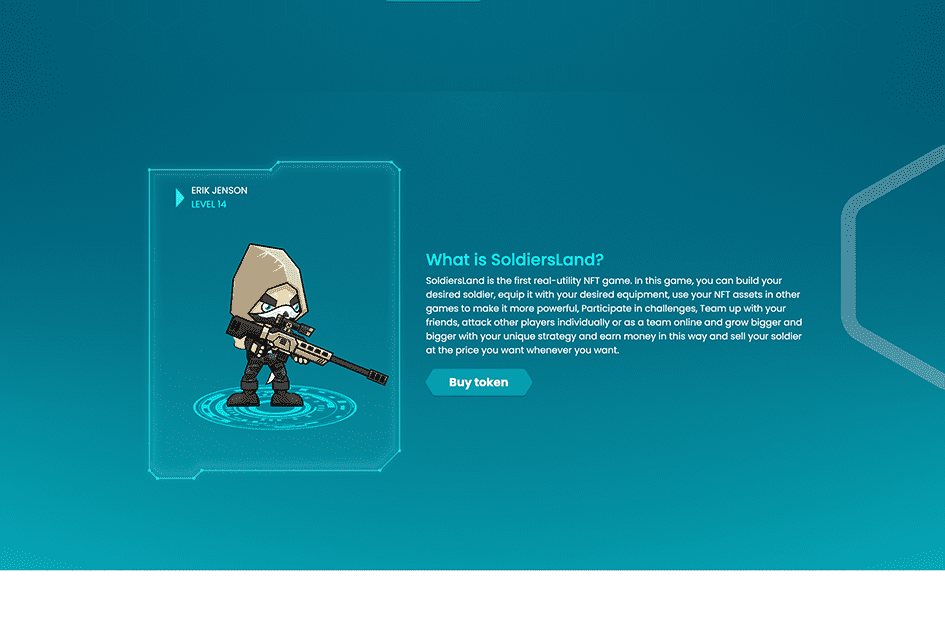 ERIK JENSON
LEVEL 14
What is SoldiersLand?
SoldiersLand is the first real-utility NFT game. In this game, you can build your
desired soldier, equip it with your desired equipment, use your NFT assets in other
games to make it more powerful, Participate in challenges, Team up with your
friends, attack other players individually or as a team online and grow bigger and
bigger with your unique strategy and earn money in this way and sell your soldier
at the price you want whenever you want.
Buy token